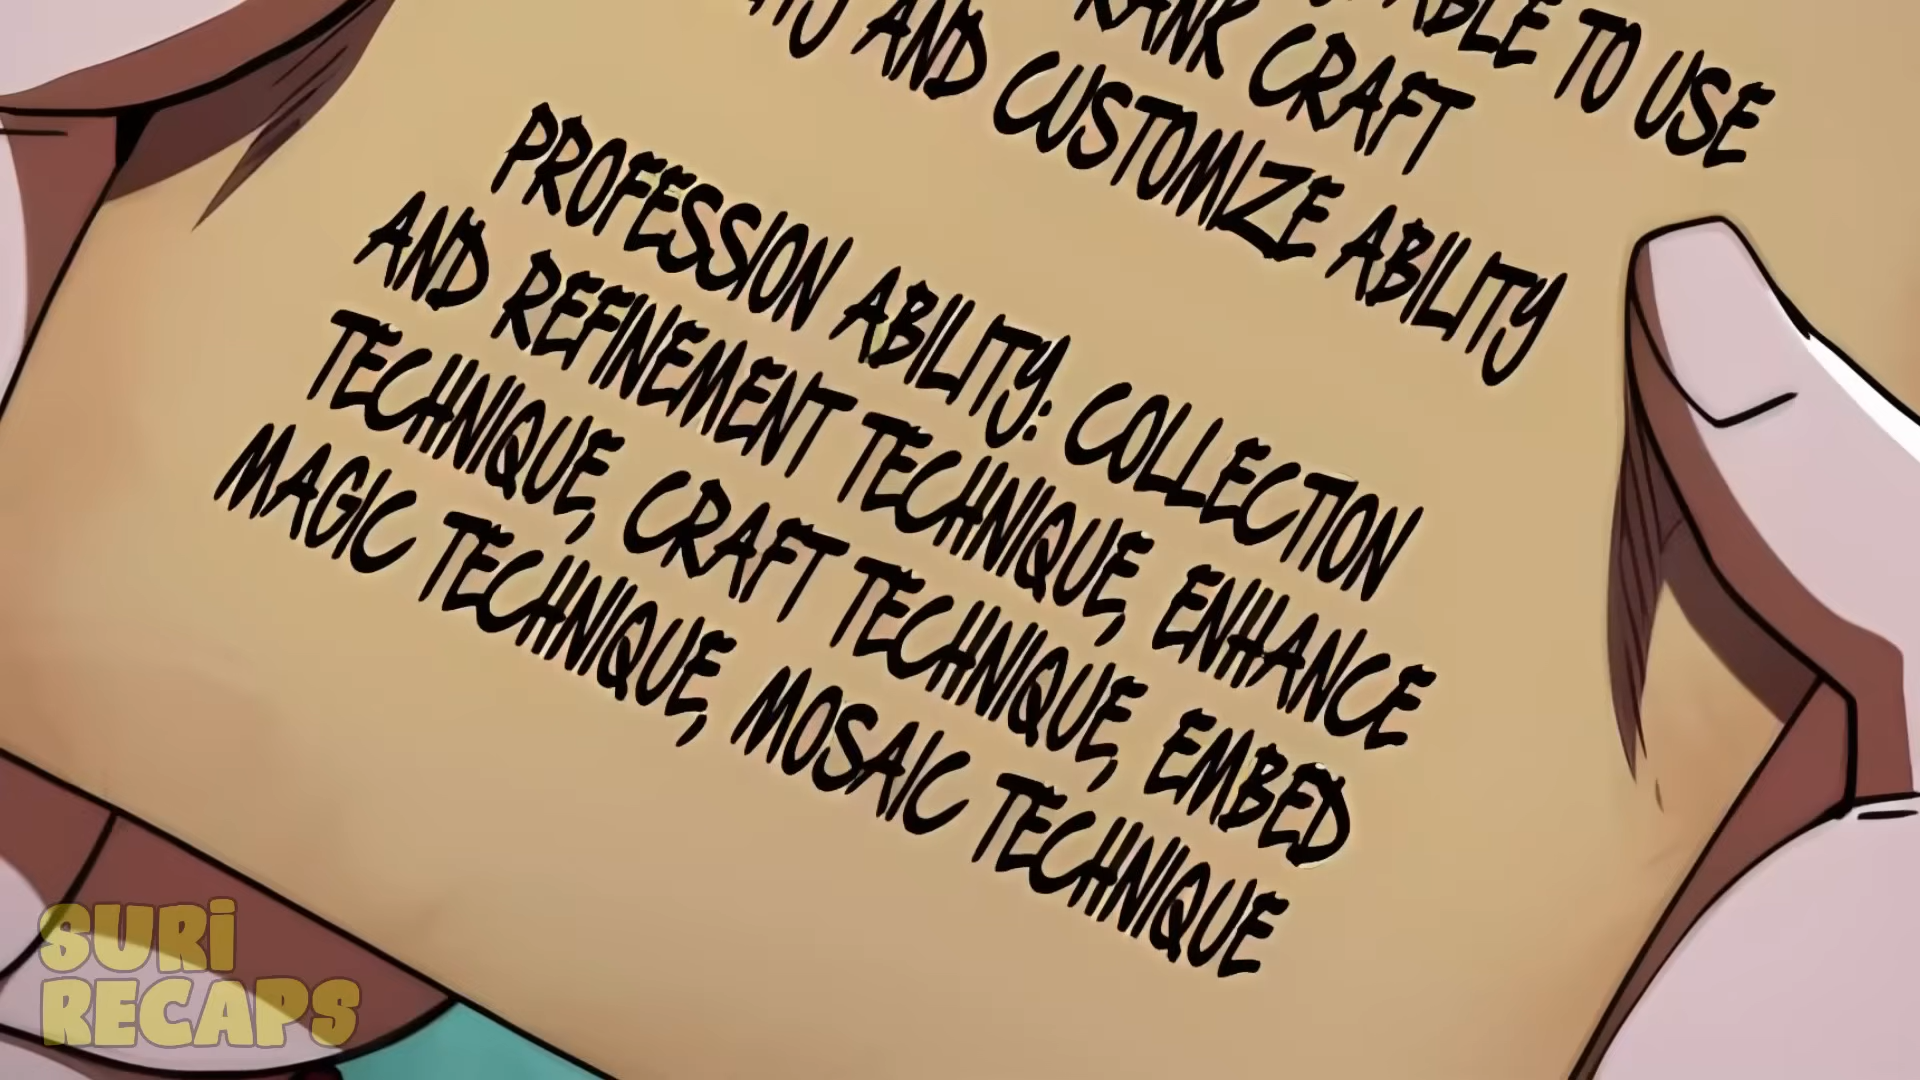 ABLE TO USE
RANK CRAFT
AND CUSTOMIZE ABILITY
PROFESSION ABILITY: COLLECTION
AND REFINEMENT TECHNIQUE, ENHANCE
TECHNIQUE, CRAFT TECHNIQUE, EMBED
MAGIC TECHNIQUE, MOSAIC TECHNIQUE
SURi
RECAPS